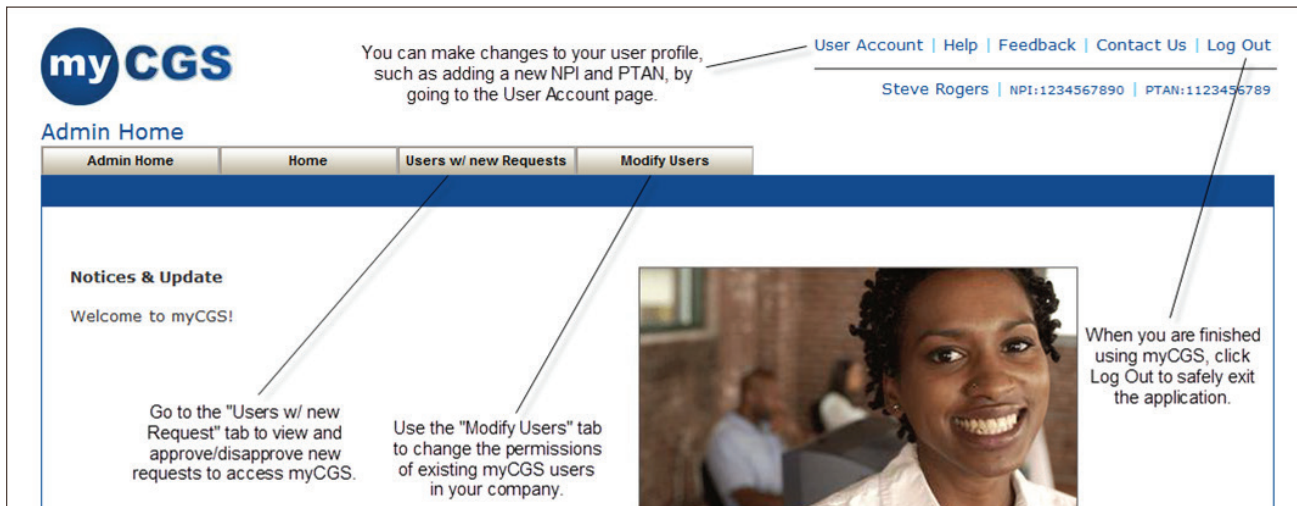 my CGS
You can make changes to your user profile,
such as adding a new NPI and PTAN, by
going to the User Account page.
User Account | Help | Feedback | Contact Us | Log Out
Steve Rogers | NPI:1234567890 | PTAN:1123456789
Admin Home
Admin Home Home Users w/ new Requests Modify Users
Notices & Update
Welcome to myCGS!
Go to the "Users w/ new
Request" tab to view and
approve/disapprove new
requests to access myCGS.
Use the "Modify Users" tab
to change the permissions
of existing myCGS users
in your company.
When you are finished
using myCGS, click
Log Out to safely exit
the application.